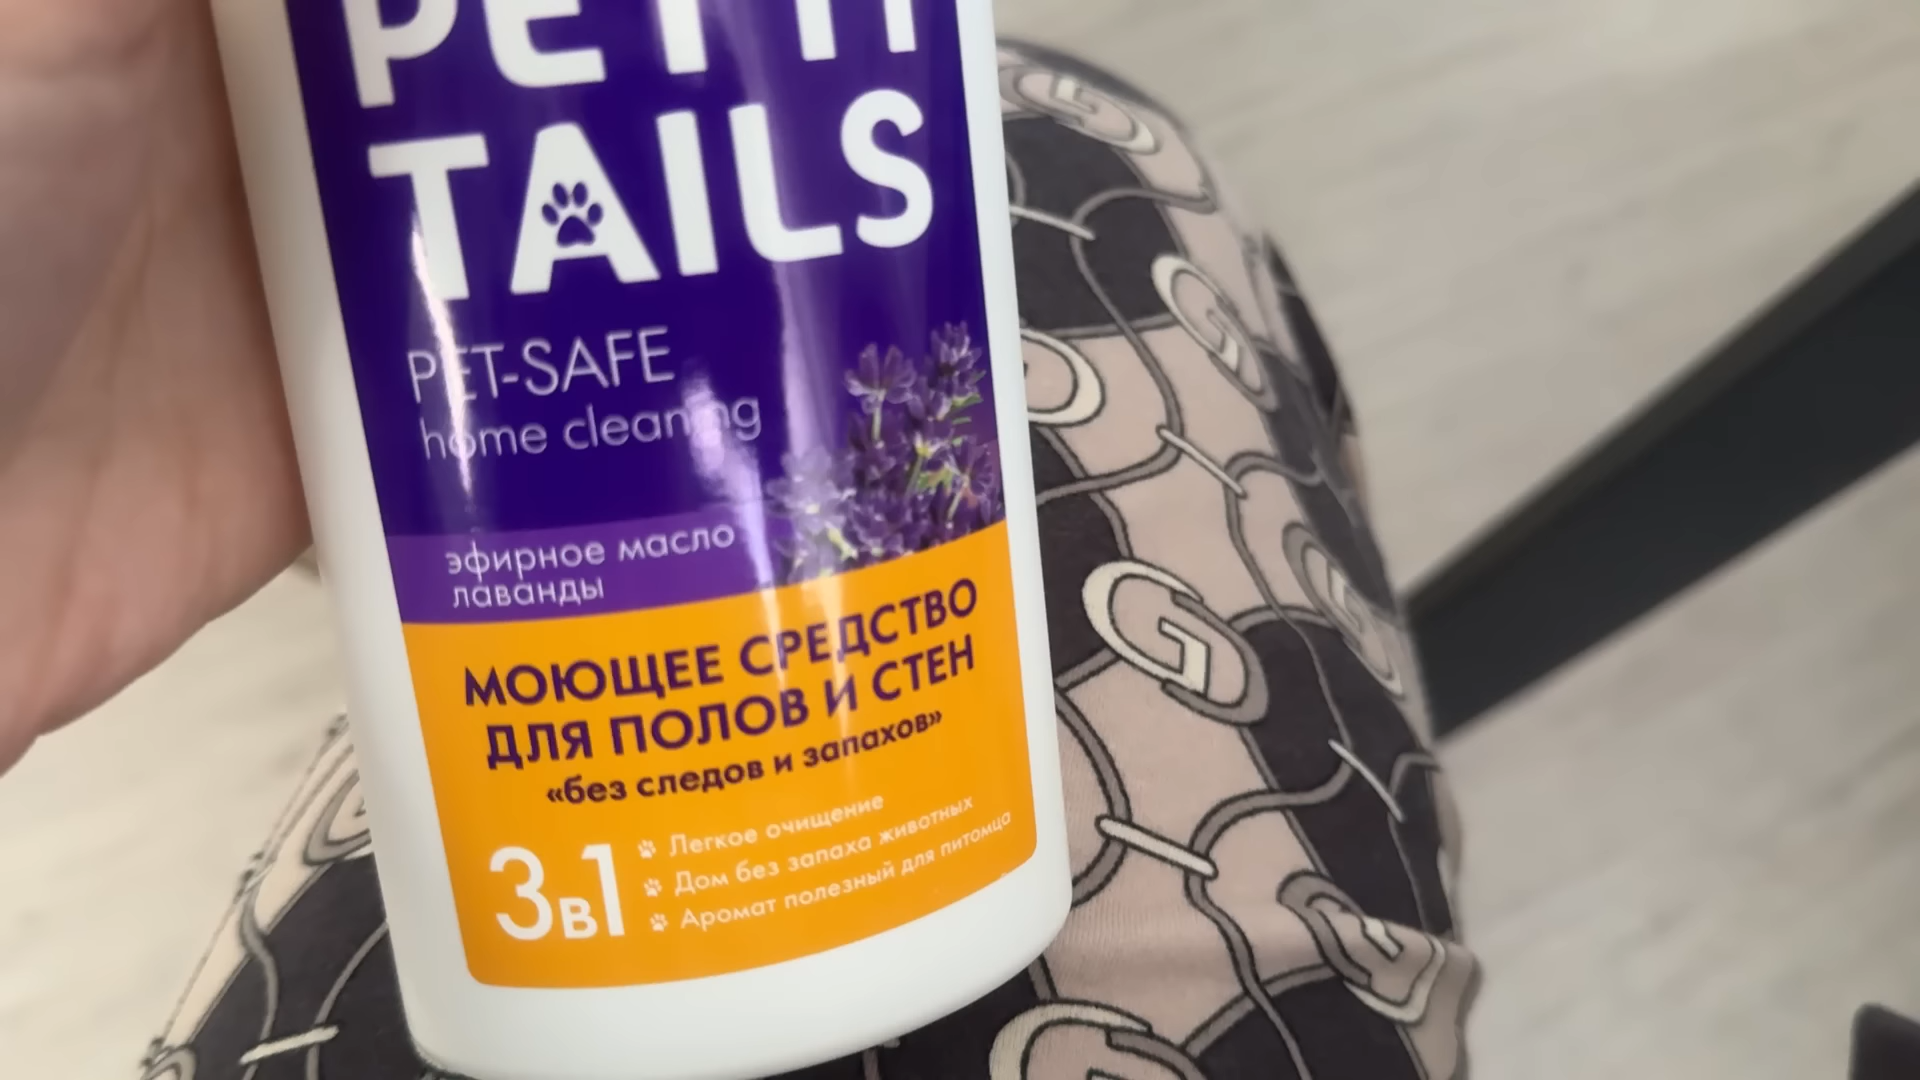 PETTI
TAILS
PET-SAFE
home cleaning
эфирное масло
лаванды
МОЮЩЕЕ СРЕДСТВО
ДЛЯ ПОЛОВ И СТЕН
«без следов и запахов»
3в1
Легкое очищение
Дом без запаха животных
Аромат полезный для питомца